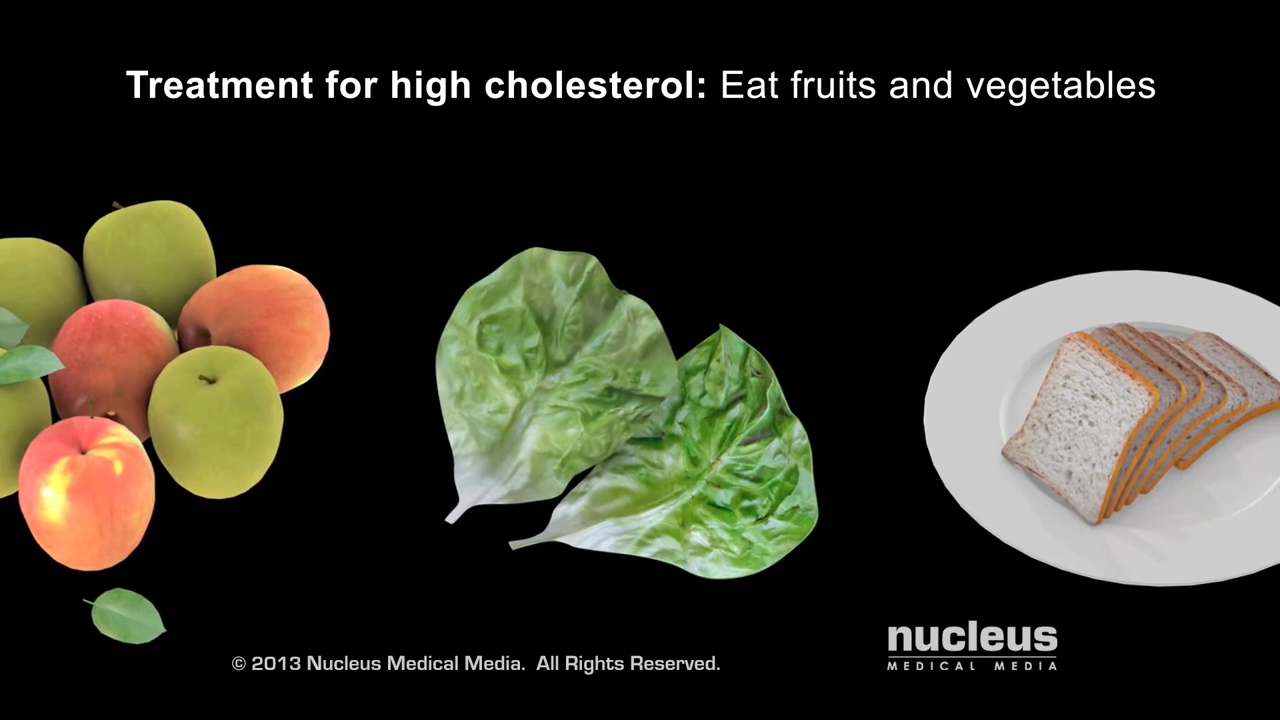 Treatment for high cholesterol: Eat fruits and vegetables
© 2013 Nucleus Medical Media.  All Rights Reserved.
nucleus
MEDICAL MEDIA